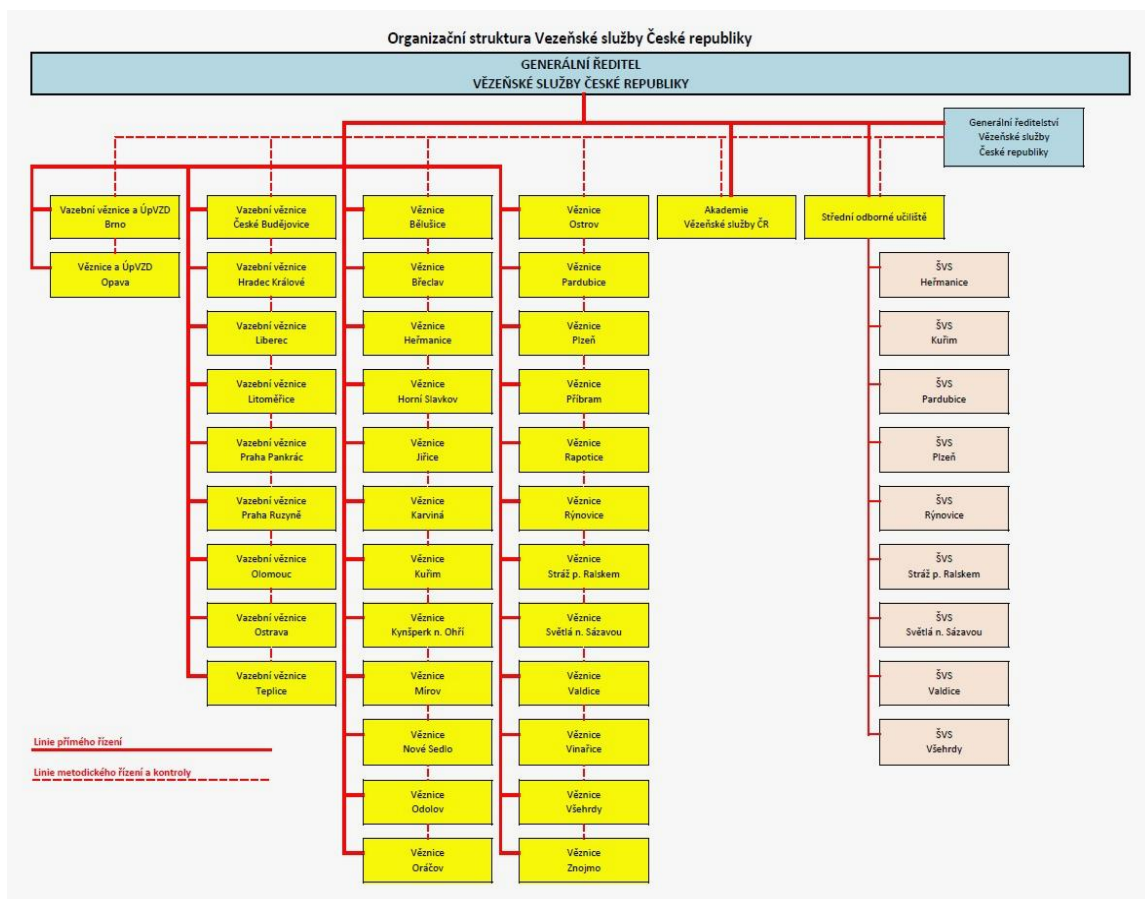 Organizační struktura Vezeňské služby České republiky
GENERÁLNÍ ŘEDITEL
VĚZEŇSKÉ SLUŽBY ČESKÉ REPUBLIKY
Generální ředitelství
Vězeňské služby
České republiky
Vazební věznice a ÚpVZD
Brno
Věznice a ÚpVZD
Opava
Vazební věznice
České Budějovice
Vazební věznice
Hradec Králové
Vazební věznice
Liberec
Vazební věznice
Litoměřice
Vazební věznice
Praha Pankrác
Vazební věznice
Praha Ruzyně
Vazební věznice
Olomouc
Vazební věznice
Ostrava
Vazební věznice
Teplice
Věznice
Bělušice
Věznice
Břeclav
Věznice
Heřmanice
Věznice
Horní Slavkov
Věznice
Jiřice
Věznice
Karviná
Věznice
Kuřim
Věznice
Kynšperk n. Ohří
Věznice
Mírov
Věznice
Nové Sedlo
Věznice
Odolov
Věznice
Oráčov
Věznice
Ostrov
Věznice
Pardubice
Věznice
Plzeň
Věznice
Příbram
Věznice
Rapotice
Věznice
Rýnovice
Věznice
Stráž p. Ralskem
Věznice
Světlá n. Sázavou
Věznice
Valdice
Věznice
Vinařice
Věznice
Všehrdy
Věznice
Znojmo
Akademie
Vězeňské služby ČR
Střední odborné učiliště
ŠVS
Heřmanice
ŠVS
Kuřim
ŠVS
Pardubice
ŠVS
Plzeň
ŠVS
Rýnovice
ŠVS
Stráž p. Ralskem
ŠVS
Světlá n. Sázavou
ŠVS
Valdice
ŠVS
Všehrdy
Linie přímého řízení
Linie metodického řízení a kontroly